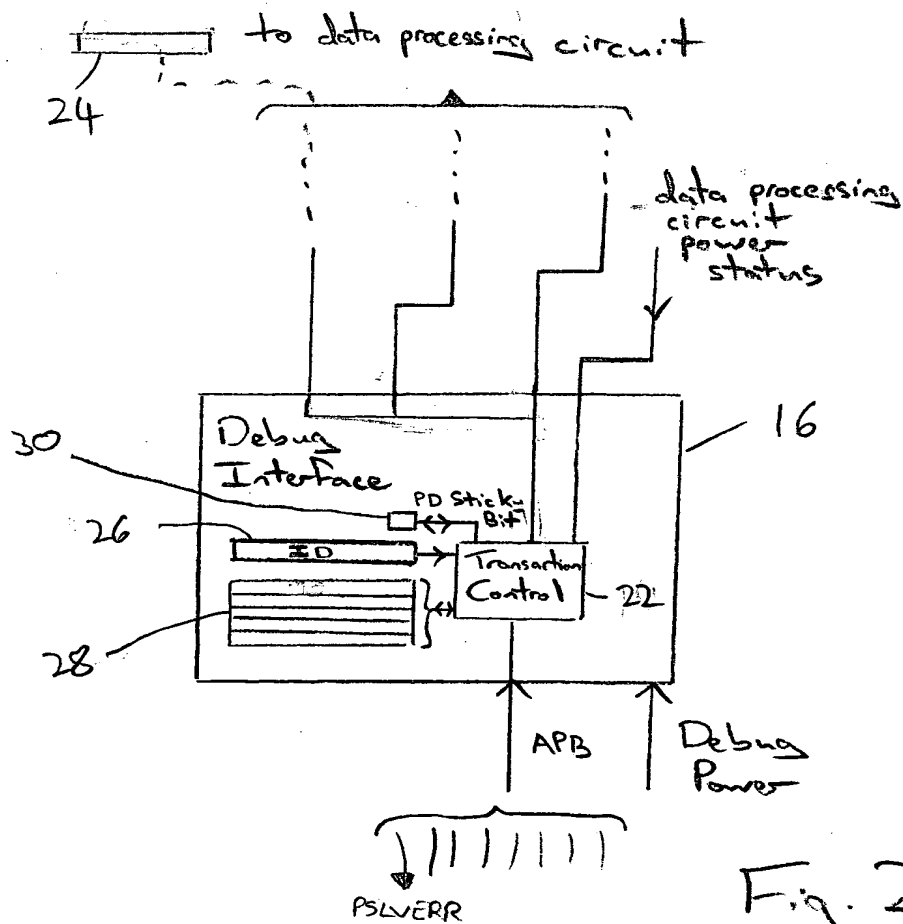 to data processing circuit
24
data processing
circuit
power
status
16
Debug
Interface
30
PD Sticky
Bit
26
ID
Transaction
Control
22
28
APB
Debug
Power
PSLVERR
Fig. 2